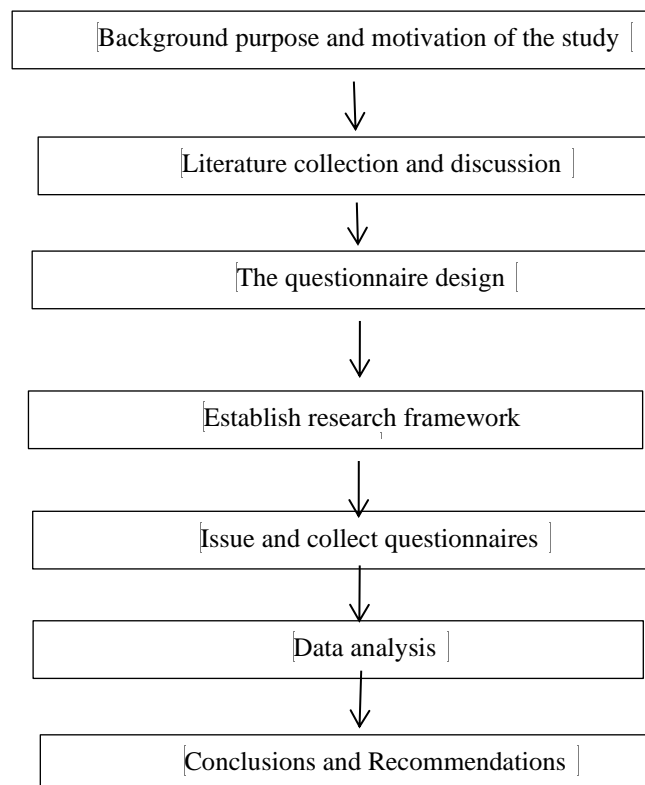 Background purpose and motivation of the study
Literature collection and discussion
The questionnaire design
Establish research framework
Issue and collect questionnaires
Data analysis
Conclusions and Recommendations